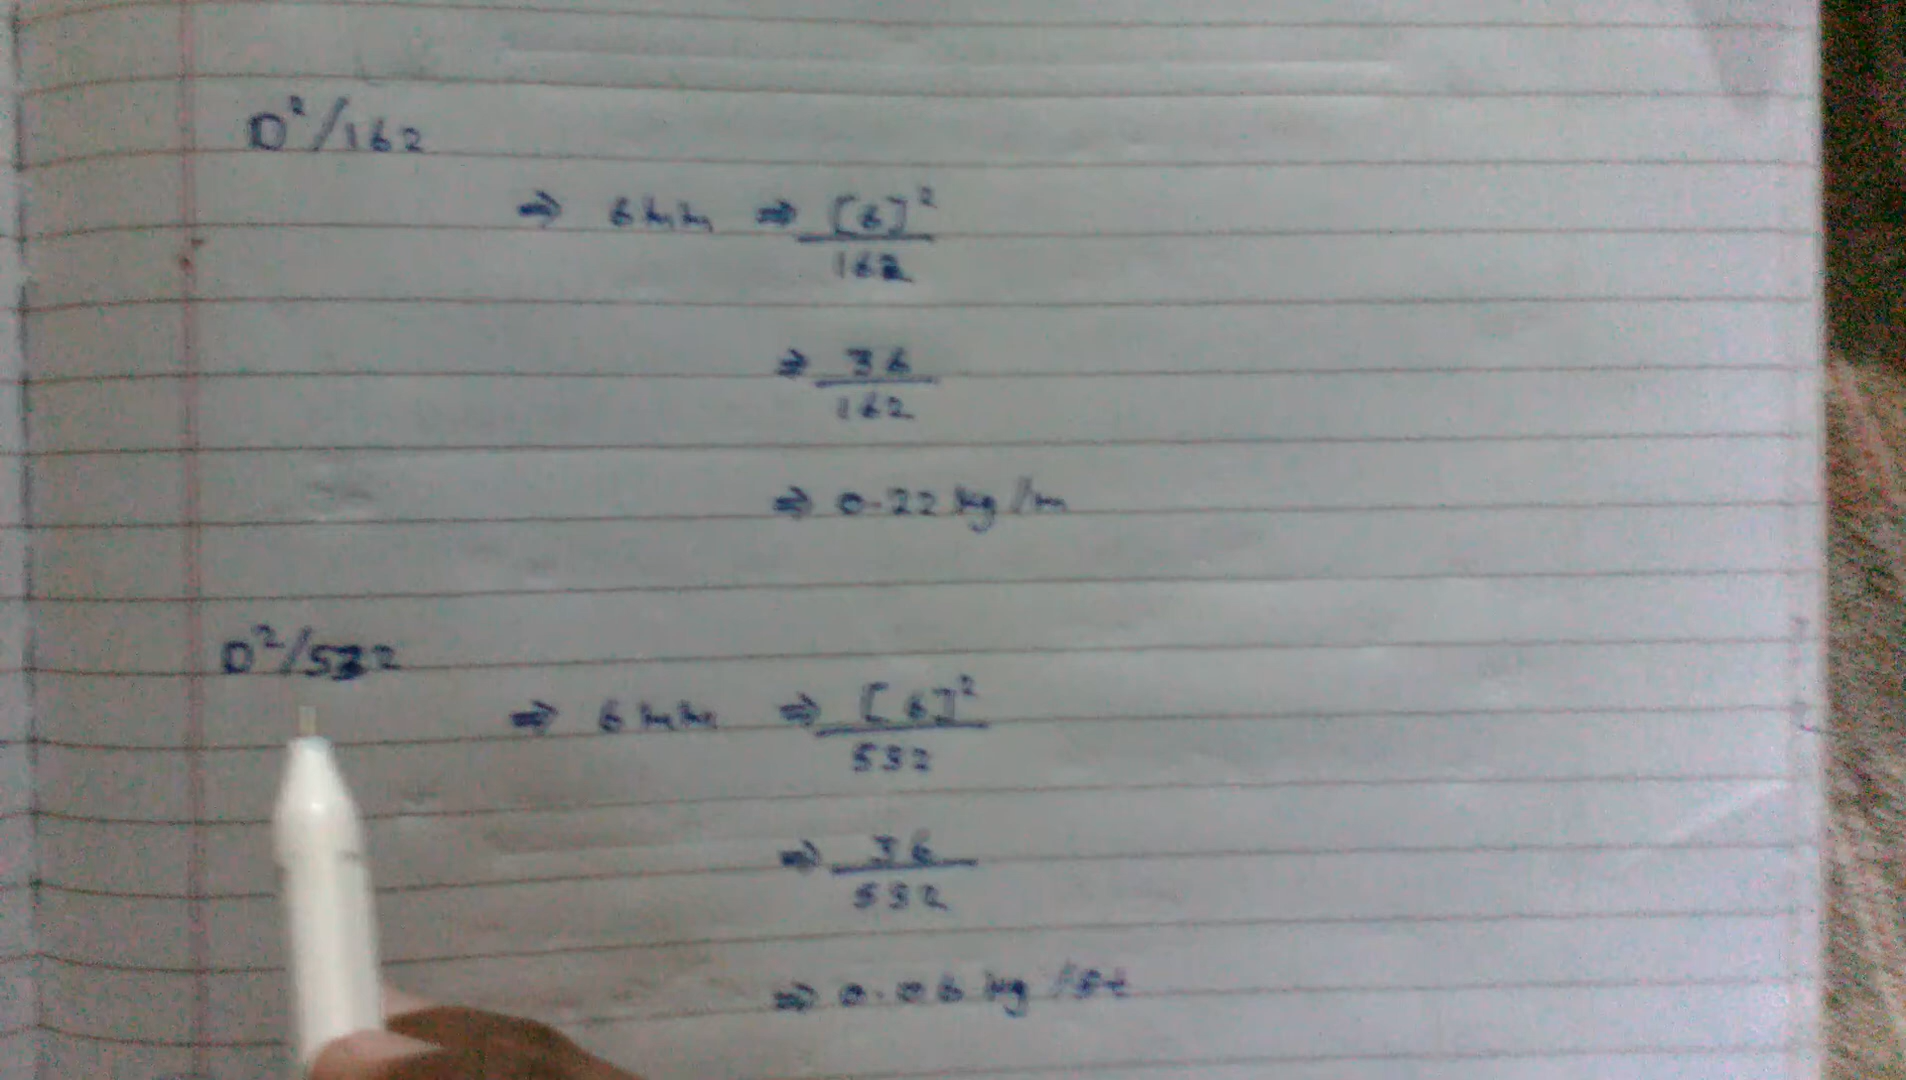 D²/162
⇒ 6mm ⇒ [6]²/162
⇒ 36/162
⇒ 0.22 kg/m
D²/532
⇒ 6mm ⇒ [6]²/532
⇒ 36/532
⇒ 0.06 kg/ft